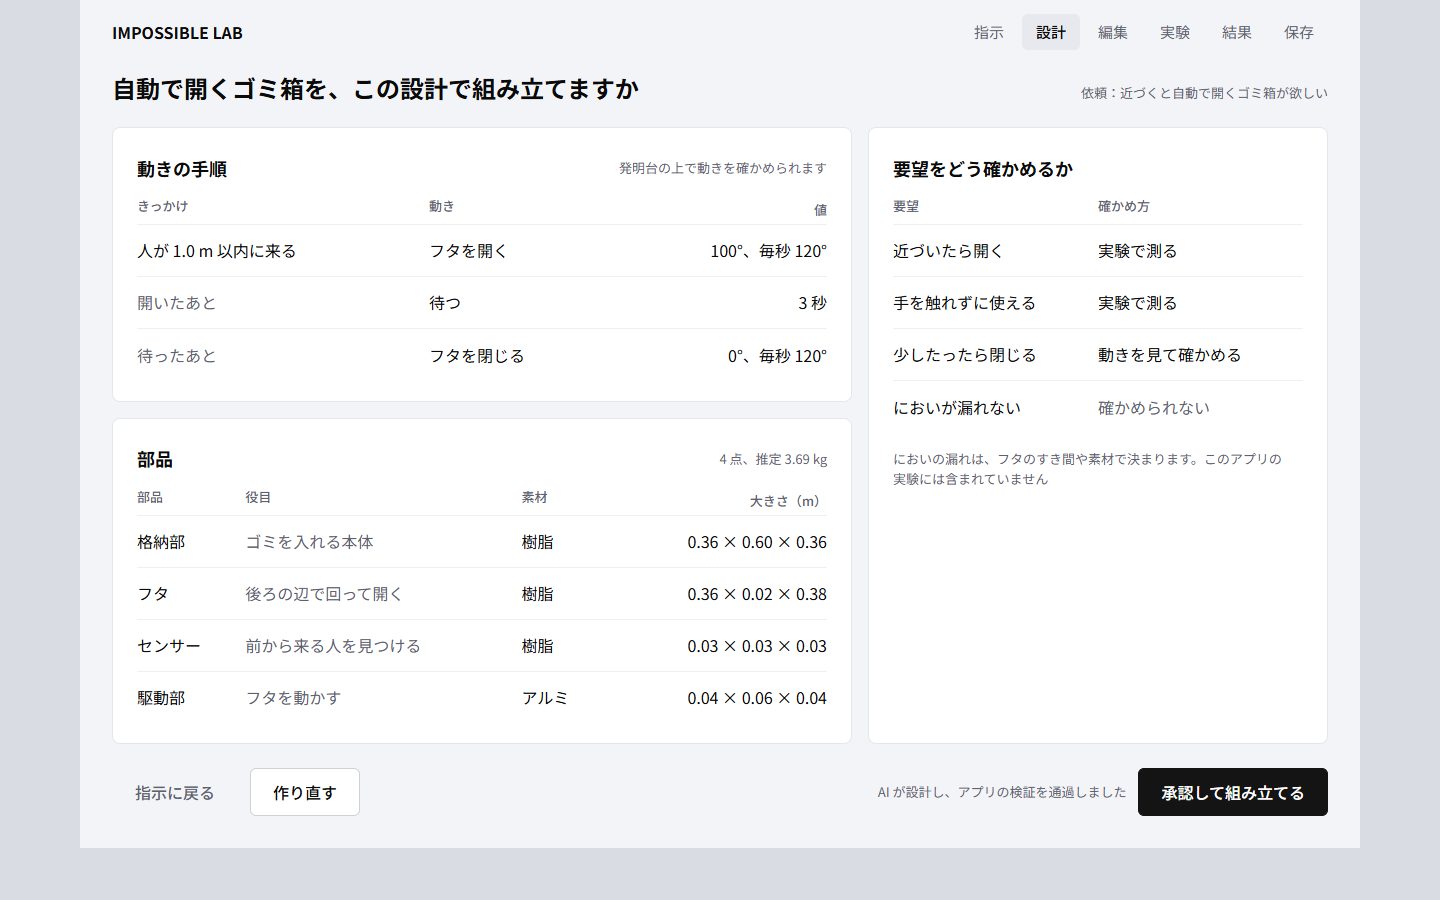 IMPOSSIBLE LAB
指示 設計 編集 実験 結果 保存
自動で開くゴミ箱を、この設計で組み立てますか
依頼：近づくと自動で開くゴミ箱が欲しい
動きの手順
発明台の上で動きを確かめられます
きっかけ 動き 値
人が 1.0 m 以内に来る フタを開く 100°、毎秒 120°
開いたあと 待つ 3 秒
待ったあと フタを閉じる 0°、毎秒 120°
部品
4 点、推定 3.69 kg
部品 役目 素材 大きさ（m）
格納部 ゴミを入れる本体 樹脂 0.36 × 0.60 × 0.36
フタ 後ろの辺で回って開く 樹脂 0.36 × 0.02 × 0.38
センサー 前から来る人を見つける 樹脂 0.03 × 0.03 × 0.03
駆動部 フタを動かす アルミ 0.04 × 0.06 × 0.04
要望をどう確かめるか
要望 確かめ方
近づいたら開く 実験で測る
手を触れずに使える 実験で測る
少したったら閉じる 動きを見て確かめる
においが漏れない 確かめられない
においの漏れは、フタのすき間や素材で決まります。このアプリの
実験には含まれていません
指示に戻る 作り直す
AI が設計し、アプリの検証を通過しました
承認して組み立てる